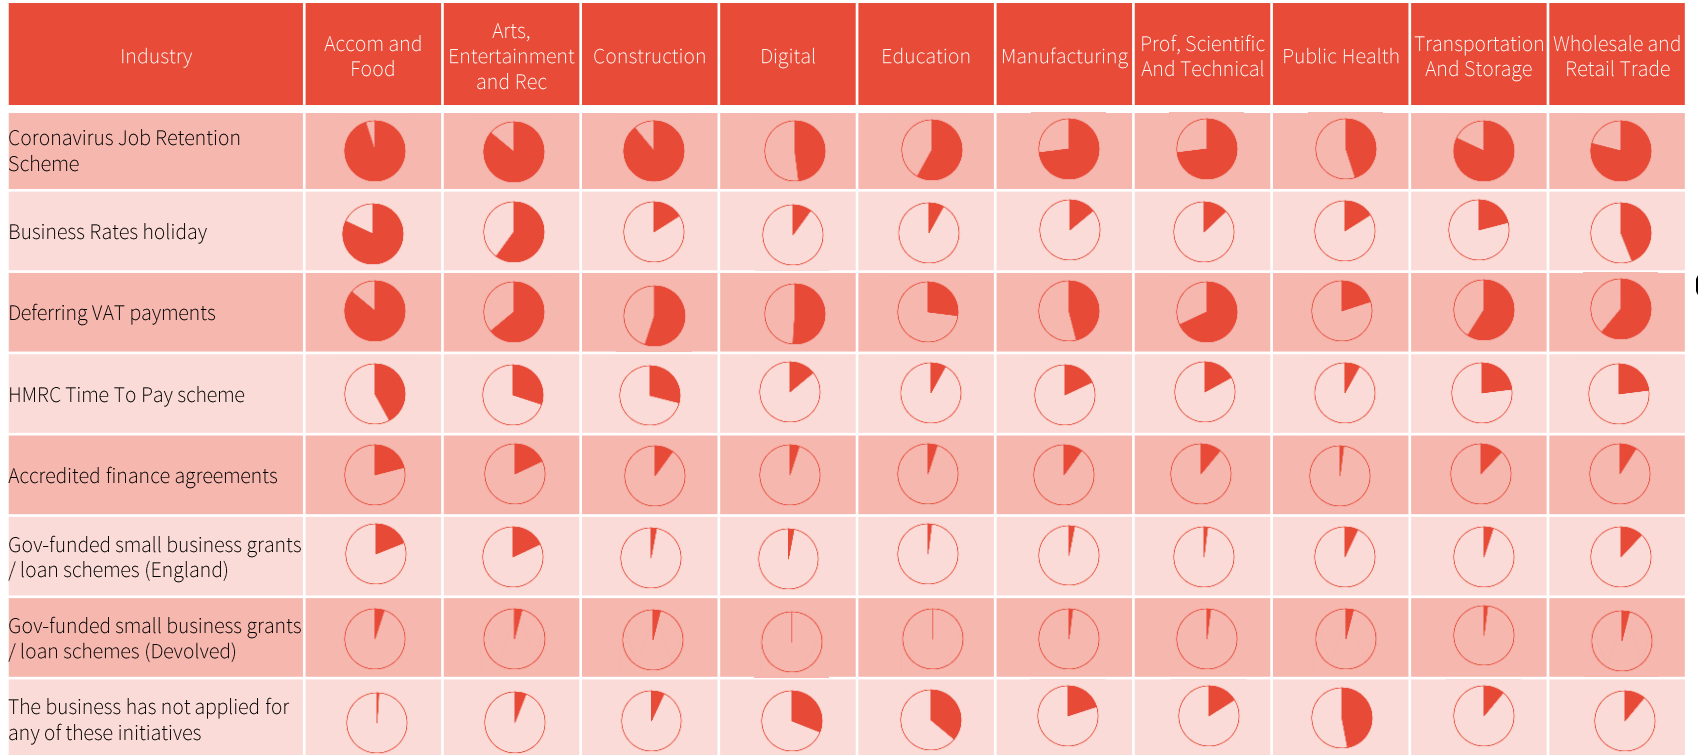 Industry
Accom and
Food
Arts,
Entertainment
and Rec
Construction
Digital
Education
Manufacturing
Prof, Scientific
And Technical
Public Health
Transportation
And Storage
Wholesale and
Retail Trade
Coronavirus Job Retention
Scheme
Business Rates holiday
Deferring VAT payments
HMRC Time To Pay scheme
Accredited finance agreements
Gov-funded small business grants
/ loan schemes (England)
Gov-funded small business grants
/ loan schemes (Devolved)
The business has not applied for
any of these initiatives